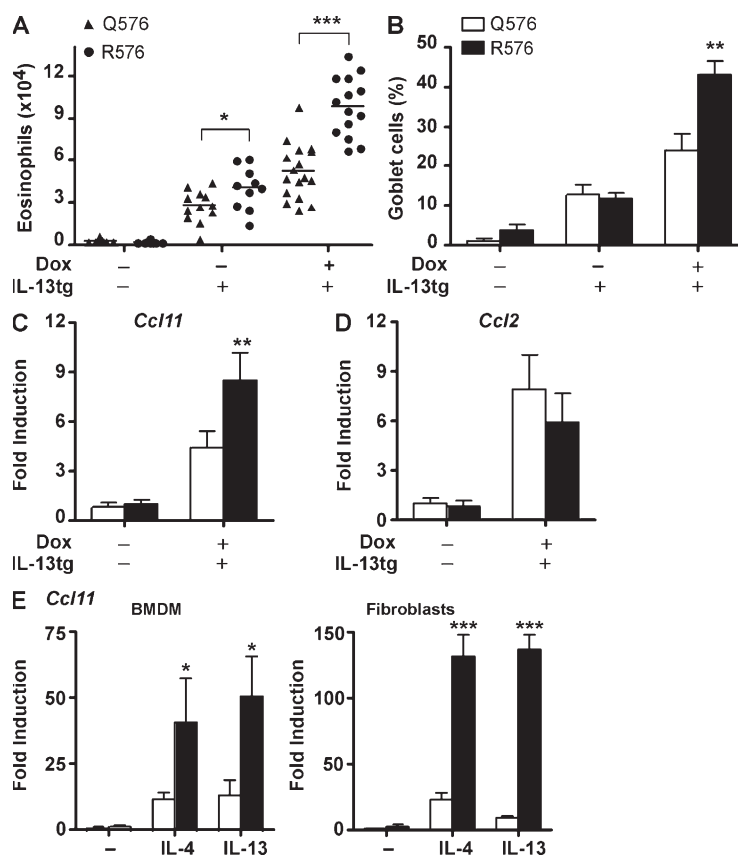 A
▲ Q576
● R576
***
*
Eosinophils (x10⁴)
12
9
6
3
0
Dox – – +
IL-13tg – + +
B
Q576
R576
**
Goblet cells (%)
50
40
30
20
10
0
Dox – – +
IL-13tg – + +
C
Ccl11
**
Fold Induction
12
9
6
3
0
Dox – +
IL-13tg – +
D
Ccl2
Fold Induction
12
9
6
3
0
Dox – +
IL-13tg – +
E Ccl11
BMDM
* *
Fold Induction
75
50
25
0
– IL-4 IL-13
Fibroblasts
*** ***
Fold Induction
150
100
50
0
– IL-4 IL-13